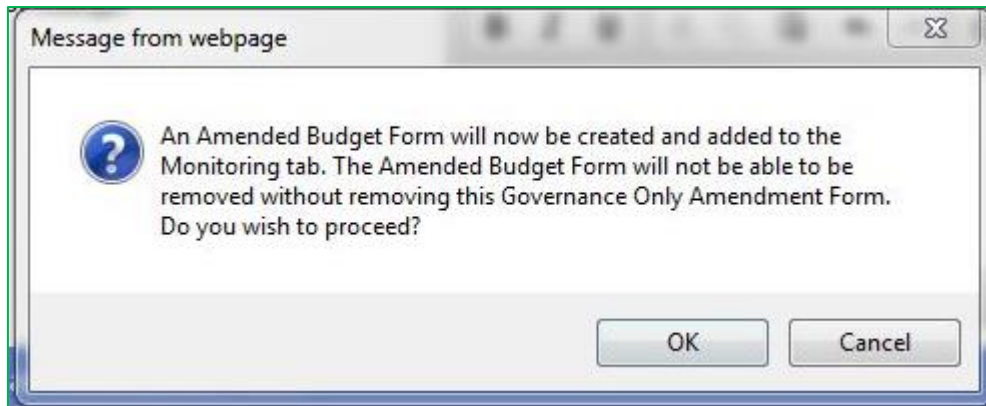 Message from webpage
An Amended Budget Form will now be created and added to the
Monitoring tab. The Amended Budget Form will not be able to be
removed without removing this Governance Only Amendment Form.
Do you wish to proceed?
OK
Cancel